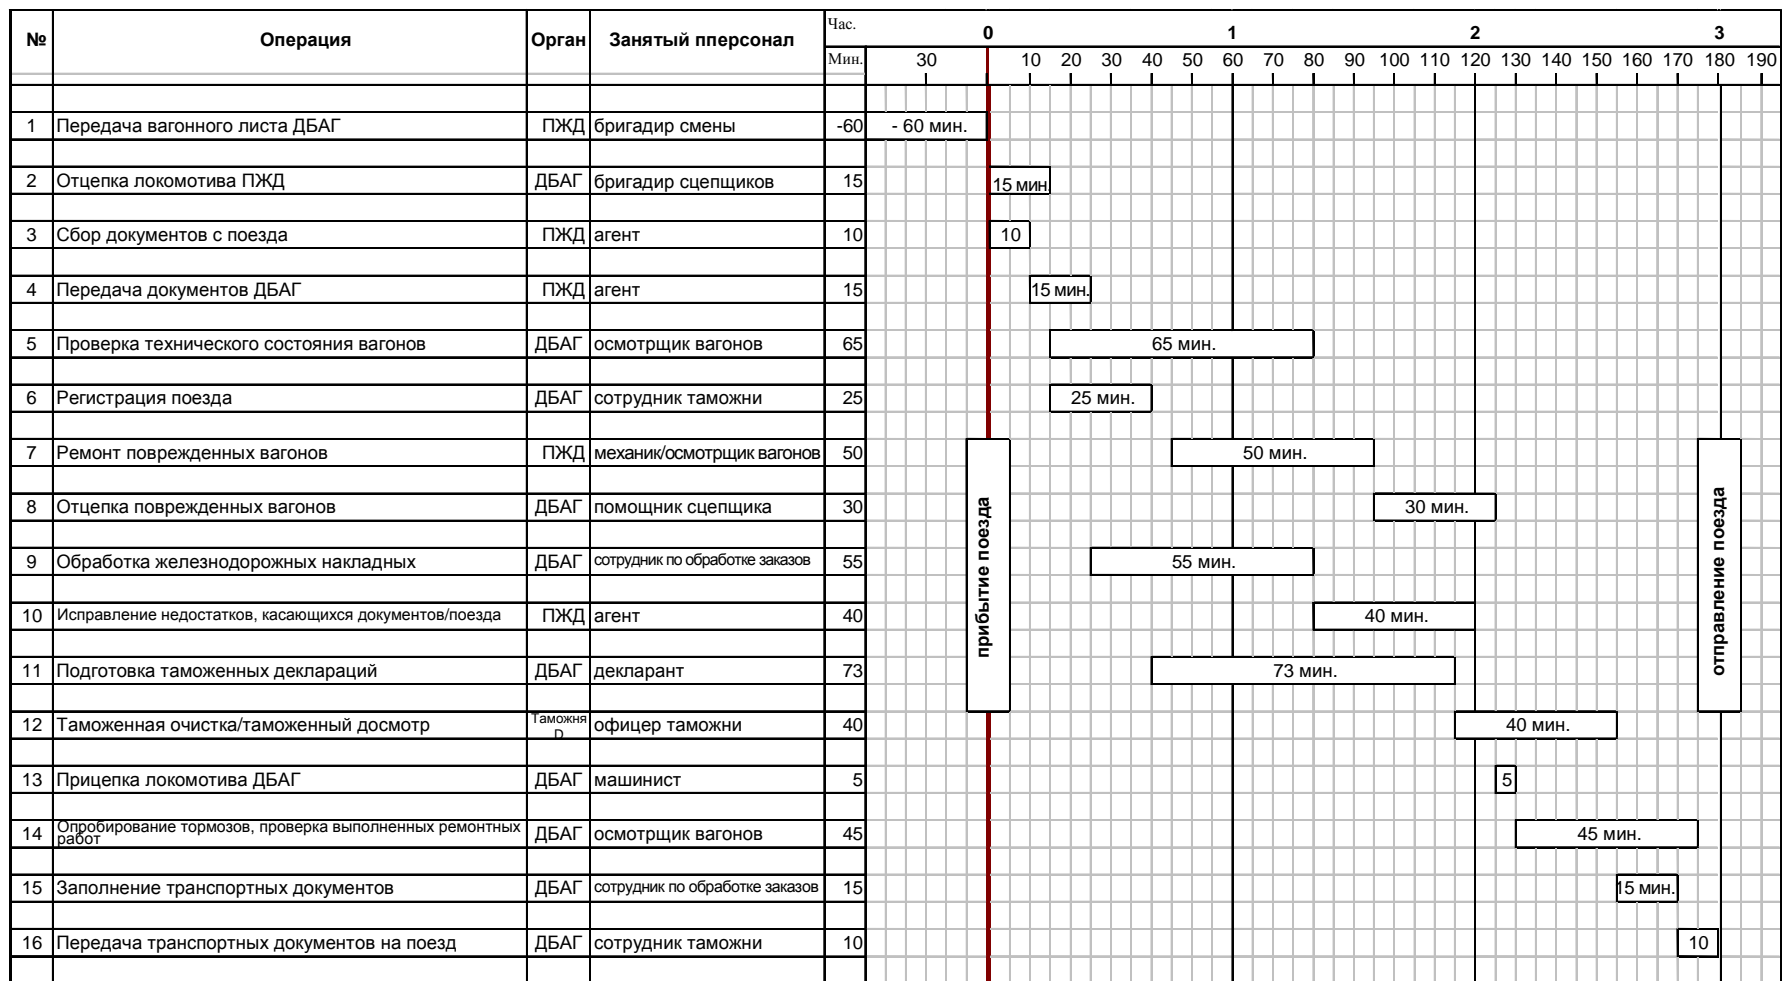 № Операция Орган Занятый пперсонал Час. 0 1 2 3
Мин. 30 10 20 30 40 50 60 70 80 90 100 110 120 130 140 150 160 170 180 190
1 Передача вагонного листа ДБАГ ПЖД бригадир смены -60 - 60 мин.
2 Отцепка локомотива ПЖД ДБАГ бригадир сцепщиков 15 15 мин.
3 Сбор документов с поезда ПЖД агент 10 10
4 Передача документов ДБАГ ПЖД агент 15 15 мин.
5 Проверка технического состояния вагонов ДБАГ осмотрщик вагонов 65 65 мин.
6 Регистрация поезда ДБАГ сотрудник таможни 25 25 мин.
7 Ремонт поврежденных вагонов ПЖД механик/осмотрщик вагонов 50 50 мин.
8 Отцепка поврежденных вагонов ДБАГ помощник сцепщика 30 30 мин.
9 Обработка железнодорожных накладных ДБАГ сотрудник по обработке заказов 55 55 мин.
10 Исправление недостатков, касающихся документов/поезда ПЖД агент 40 40 мин.
11 Подготовка таможенных деклараций ДБАГ декларант 73 73 мин.
прибытие поезда
отправление поезда
12 Таможенная очистка/таможенный досмотр Таможня D офицер таможни 40 40 мин.
13 Прицепка локомотива ДБАГ ДБАГ машинист 5 5
14 Опробирование тормозов, проверка выполненных ремонтных
работ ДБАГ осмотрщик вагонов 45 45 мин.
15 Заполнение транспортных документов ДБАГ сотрудник по обработке заказов 15 15 мин.
16 Передача транспортных документов на поезд ДБАГ сотрудник таможни 10 10